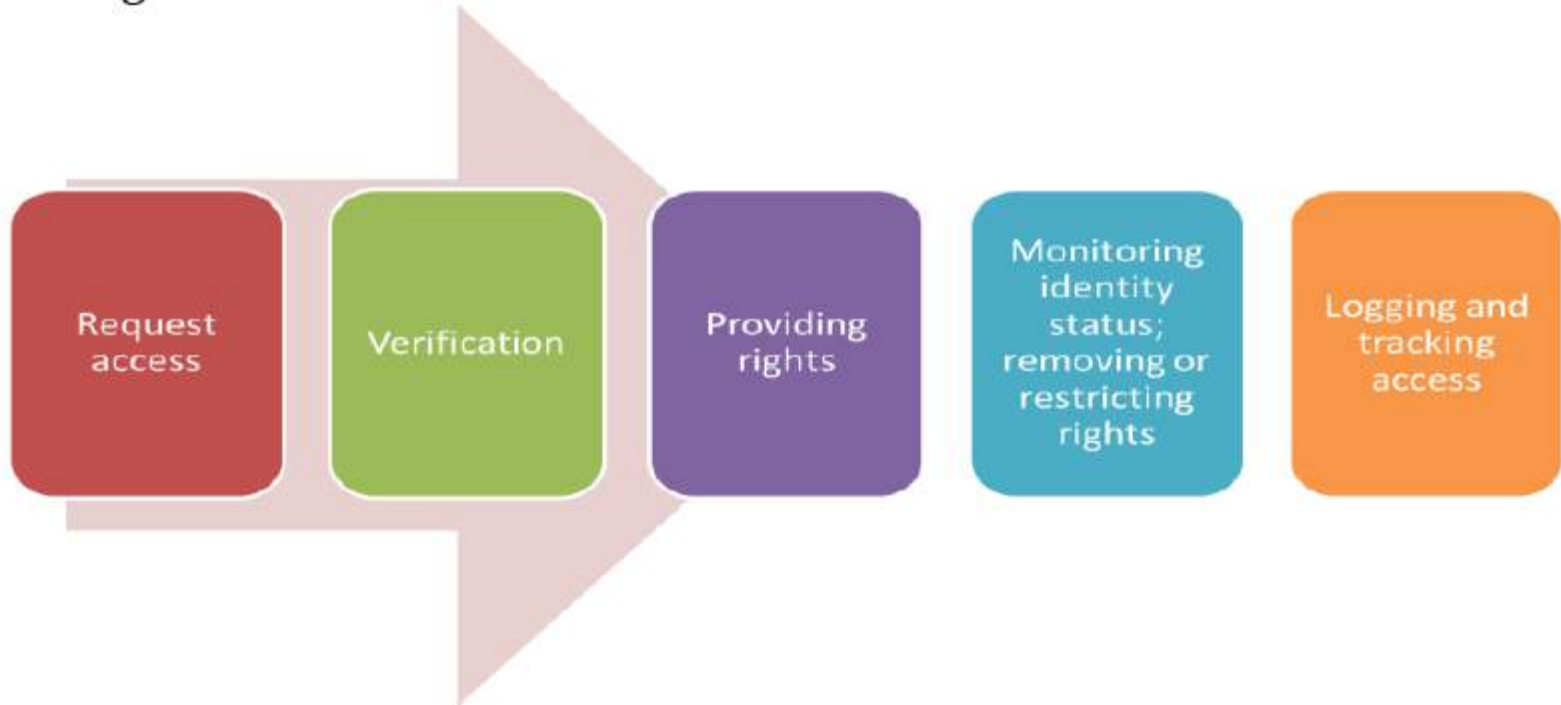 Request
access
Verification
Providing
rights
Monitoring
identity
status;
removing or
restricting
rights
Logging and
tracking
access